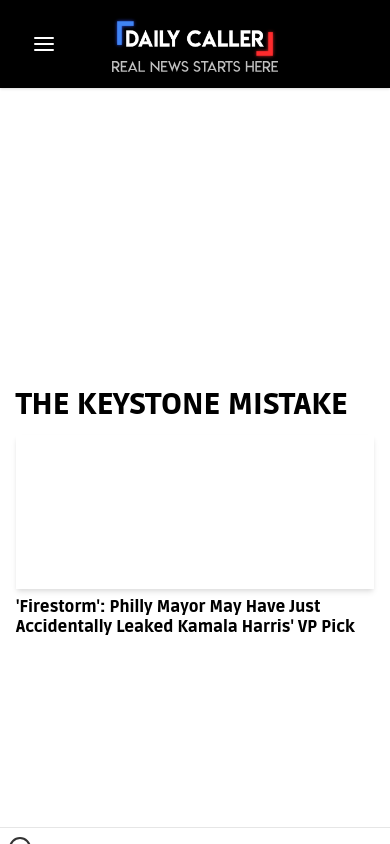 DAILY CALLER
REAL NEWS STARTS HERE
THE KEYSTONE MISTAKE
'Firestorm': Philly Mayor May Have Just
Accidentally Leaked Kamala Harris' VP Pick